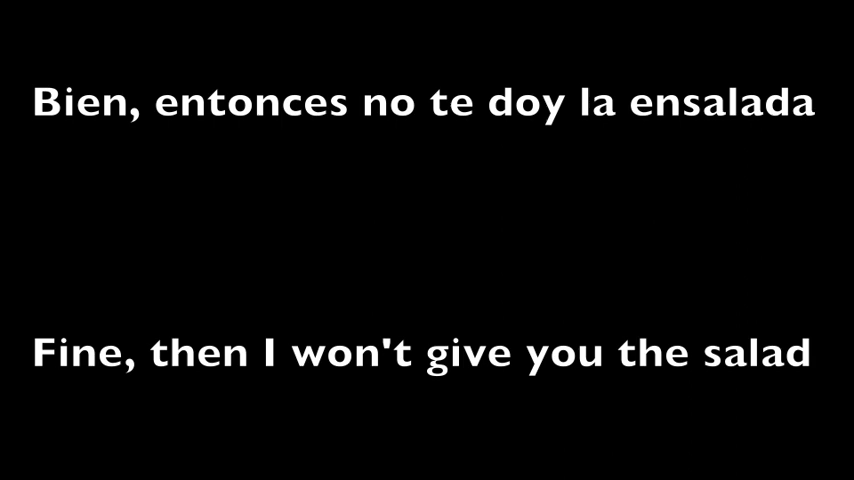 Bien, entonces no te doy la ensalada
Fine, then I won't give you the salad